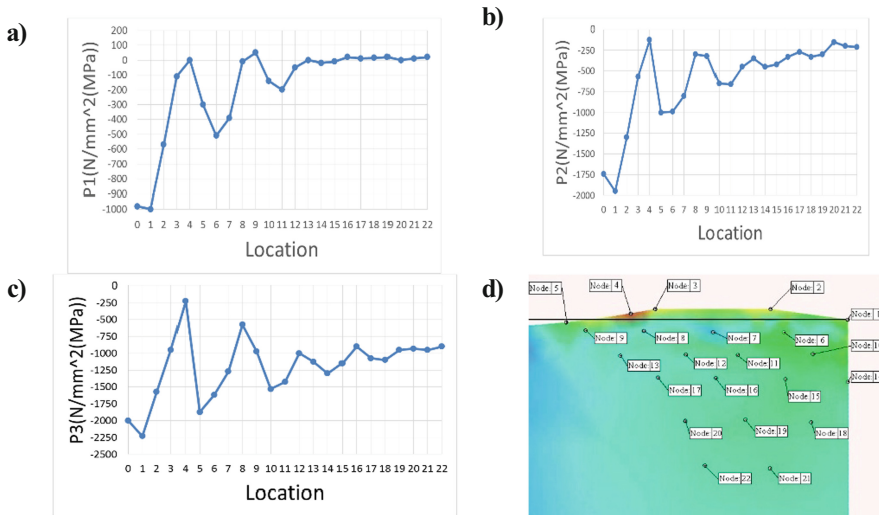 a)
200
100
0
-100
-200
-300
-400
-500
-600
-700
-800
-900
-1000
P1(N/mm^2(MPa))
0 1 2 3 4 5 6 7 8 9 10 11 12 13 14 15 16 17 18 19 20 21 22
Location
b)
0
-250
-500
-750
-1000
-1250
-1500
-1750
-2000
P2(N/mm^2(MPa))
0 1 2 3 4 5 6 7 8 9 10 11 12 13 14 15 16 17 18 19 20 21 22
Location
c)
0
-250
-500
-750
-1000
-1250
-1500
-1750
-2000
-2250
-2500
P3(N/mm^2(MPa))
0 1 2 3 4 5 6 7 8 9 10 11 12 13 14 15 16 17 18 19 20 21 22
Location
d)
Node 5
Node 4
Node 3
Node 2
Node 9
Node 8
Node 7
Node 6
Node 13
Node 12
Node 11
Node 17
Node 16
Node 15
Node 20
Node 19
Node 18
Node 22
Node 21